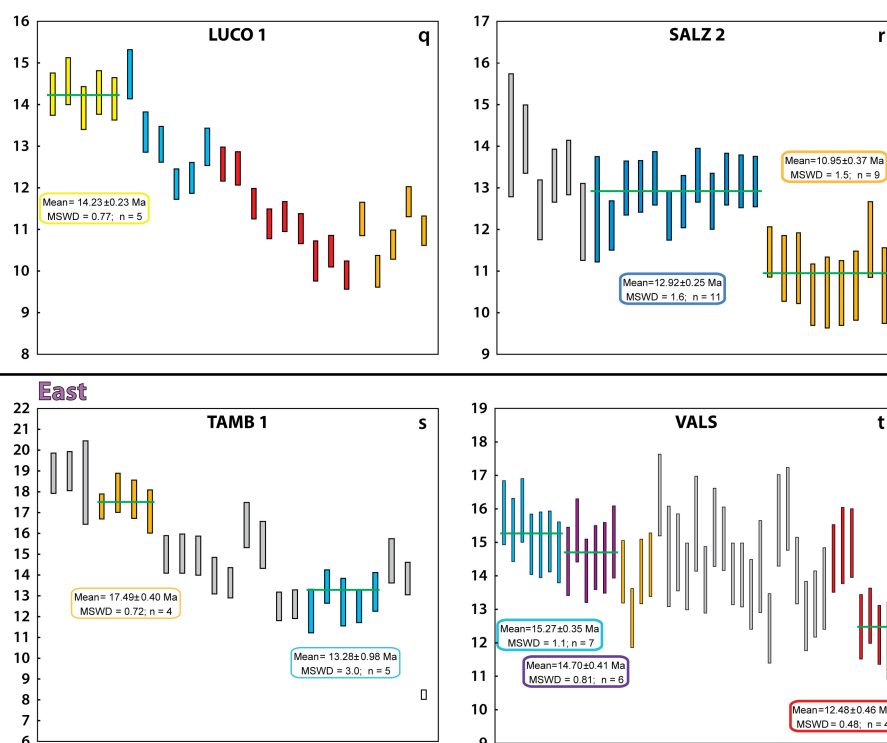 16
15
14
13
12
11
10
9
8
LUCO 1
q
Mean= 14.23±0.23 Ma
MSWD = 0.77; n = 5
17
16
15
14
13
12
11
10
9
SALZ 2
r
Mean=10.95±0.37 Ma
MSWD = 1.5; n = 9
Mean=12.92±0.25 Ma
MSWD = 1.6; n = 11
East
22
21
20
19
18
17
16
15
14
13
12
11
10
9
8
7
6
TAMB 1
s
Mean= 17.49±0.40 Ma
MSWD = 0.72; n = 4
Mean= 13.28±0.98 Ma
MSWD = 3.0; n = 5
19
18
17
16
15
14
13
12
11
10
9
VALS
t
Mean=15.27±0.35 Ma
MSWD = 1.1; n = 7
Mean=14.70±0.41 Ma
MSWD = 0.81; n = 6
Mean=12.48±0.46 M
MSWD = 0.48; n = 4